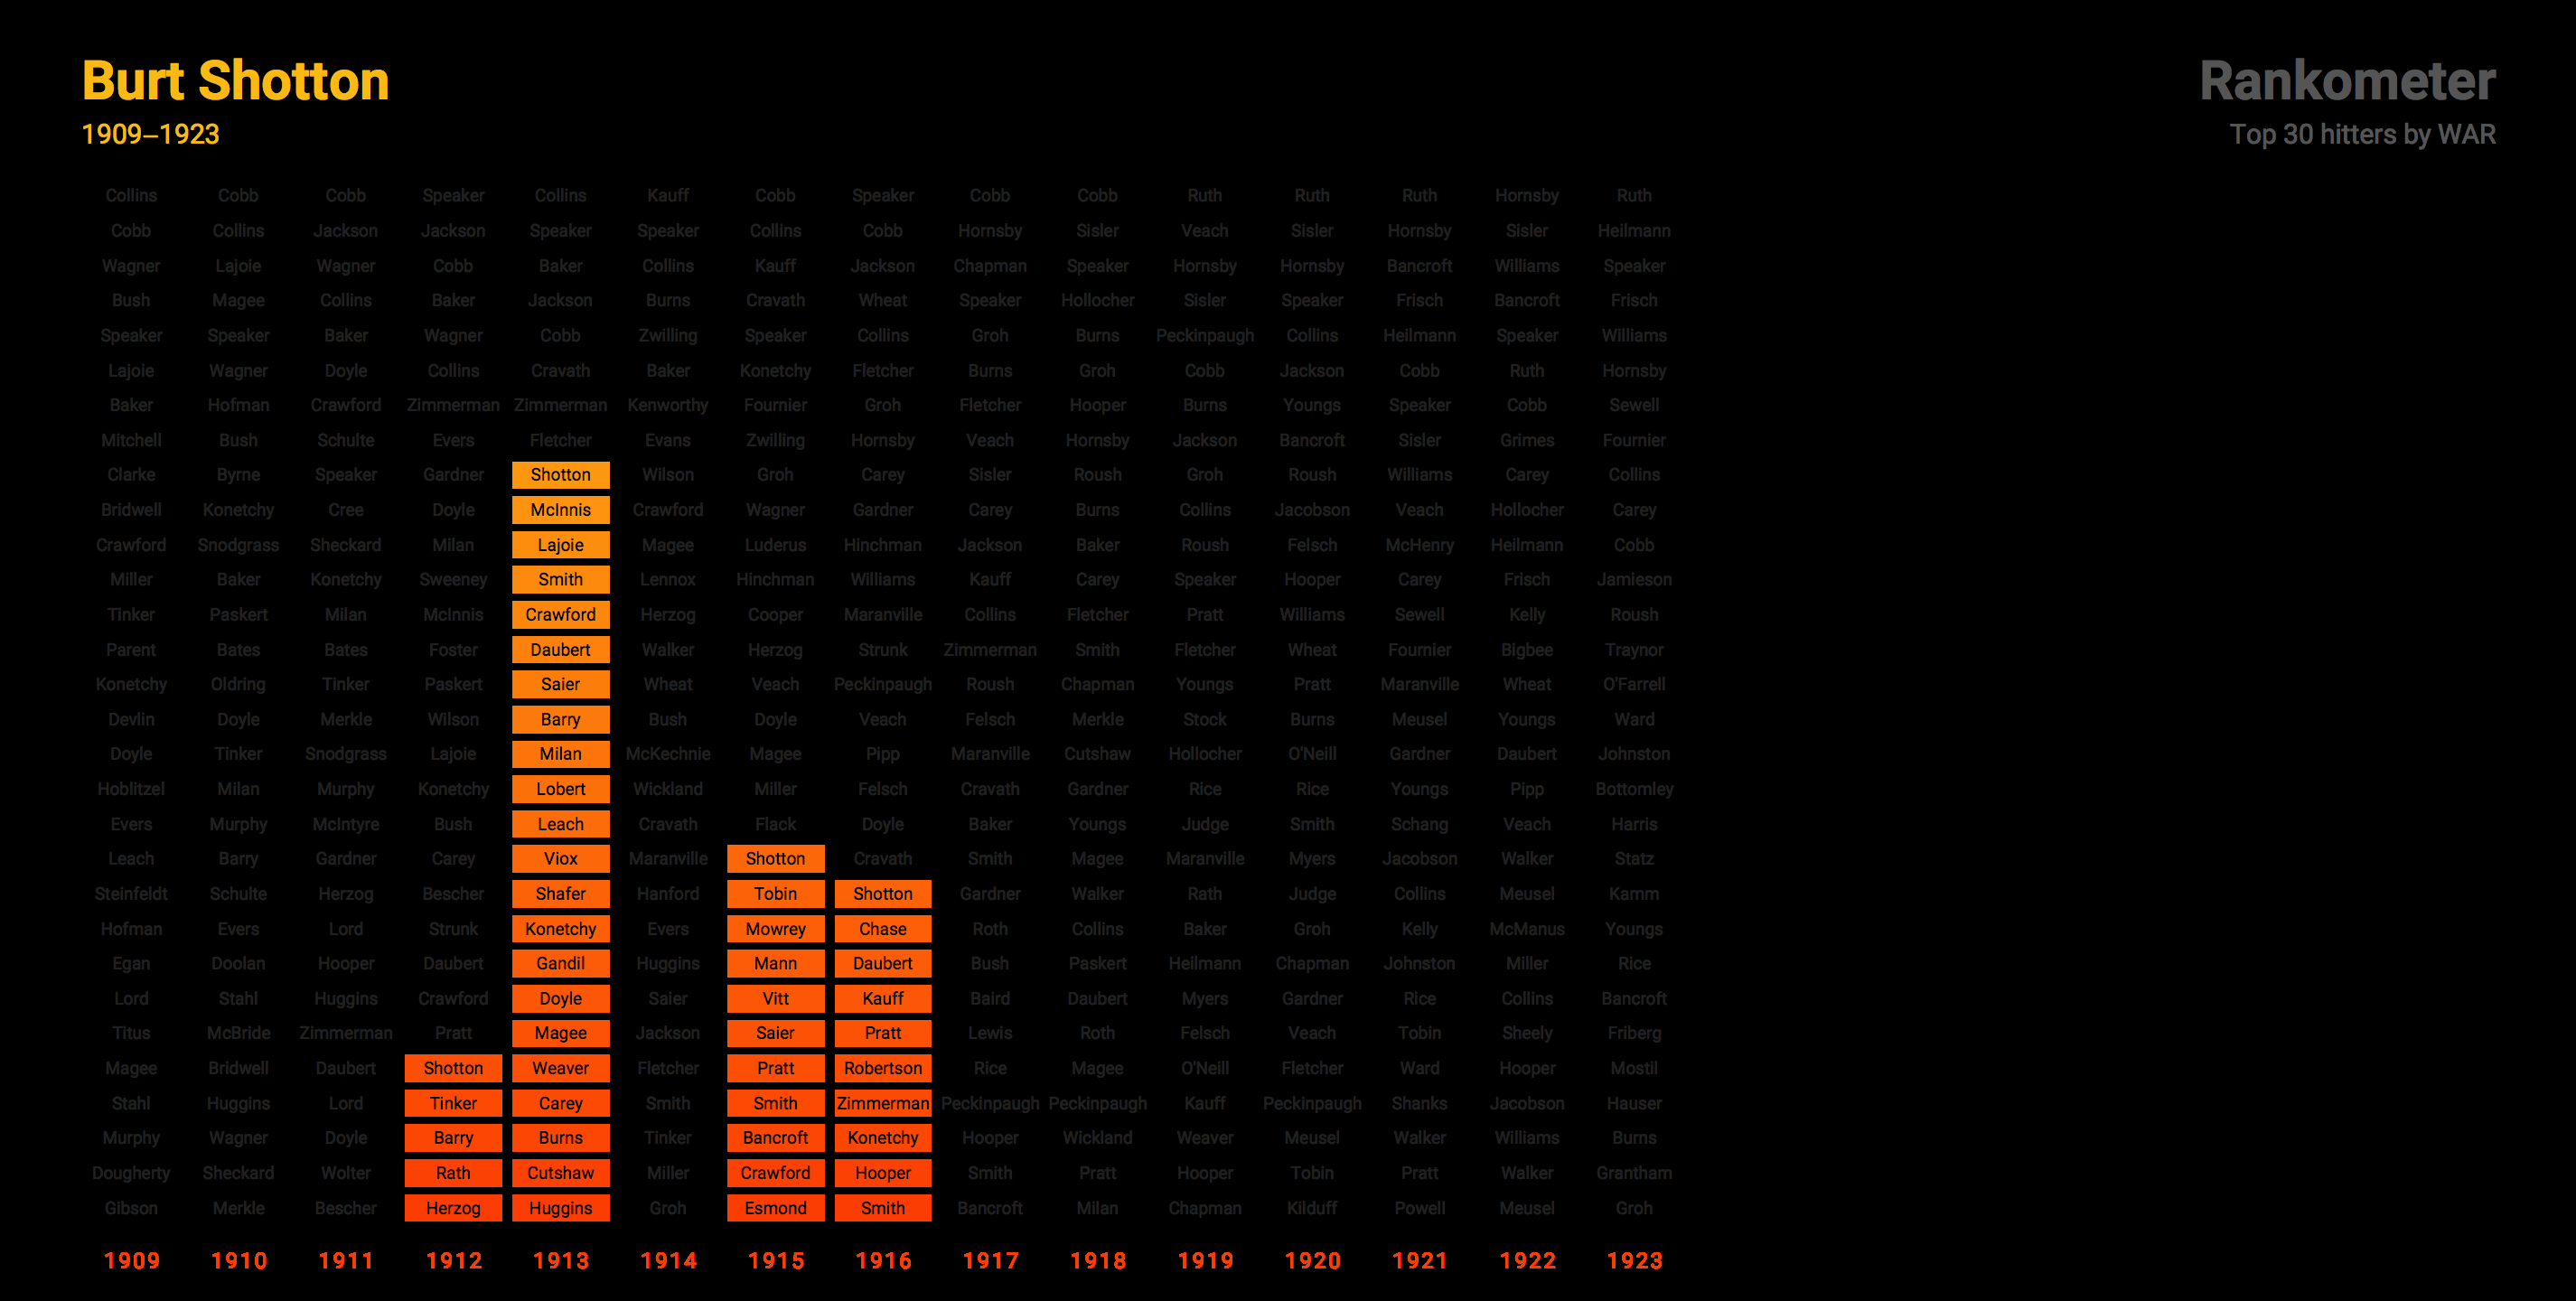 Burt Shotton
Rankometer
1909–1923
Top 30 hitters by WAR
Collins Cobb Cobb Speaker Collins Kauff Cobb Speaker Cobb Cobb Ruth Ruth Ruth Hornsby Ruth
Cobb Collins Jackson Jackson Speaker Speaker Collins Cobb Hornsby Sisler Veach Sisler Hornsby Sisler Heilmann
Wagner Lajoie Wagner Cobb Baker Collins Kauff Jackson Chapman Speaker Hornsby Hornsby Bancroft Williams Speaker
Bush Magee Collins Baker Jackson Burns Cravath Wheat Speaker Hollocher Sisler Speaker Frisch Bancroft Frisch
Speaker Speaker Baker Wagner Cobb Zwilling Speaker Collins Groh Burns Peckinpaugh Collins Heilmann Speaker Williams
Lajoie Wagner Doyle Collins Cravath Baker Konetchy Fletcher Burns Groh Cobb Jackson Cobb Ruth Hornsby
Baker Hofman Crawford Zimmerman Zimmerman Kenworthy Fournier Groh Fletcher Hooper Burns Youngs Speaker Cobb Sewell
Mitchell Bush Schulte Evers Fletcher Evans Zwilling Hornsby Veach Hornsby Jackson Bancroft Sisler Grimes Fournier
Clarke Byrne Speaker Gardner Shotton Wilson Groh Carey Sisler Roush Groh Roush Williams Carey Collins
Bridwell Konetchy Cree Doyle McInnis Crawford Wagner Gardner Carey Burns Collins Jacobson Veach Hollocher Carey
Crawford Snodgrass Sheckard Milan Lajoie Magee Luderus Hinchman Jackson Baker Roush Felsch McHenry Heilmann Cobb
Miller Baker Konetchy Sweeney Smith Lennox Hinchman Williams Kauff Carey Speaker Hooper Carey Frisch Jamieson
Tinker Paskert Milan McInnis Crawford Herzog Cooper Maranville Collins Fletcher Pratt Williams Sewell Kelly Roush
Parent Bates Bates Foster Daubert Walker Herzog Strunk Zimmerman Smith Fletcher Wheat Fournier Bigbee Traynor
Konetchy Oldring Tinker Paskert Saier Wheat Veach Peckinpaugh Roush Chapman Youngs Pratt Maranville Wheat O'Farrell
Devlin Doyle Merkle Wilson Barry Bush Doyle Veach Felsch Merkle Stock Burns Meusel Youngs Ward
Doyle Tinker Snodgrass Lajoie Milan McKechnie Magee Pipp Maranville Cutshaw Hollocher O'Neill Gardner Daubert Johnston
Hoblitzel Milan Murphy Konetchy Lobert Wickland Miller Felsch Cravath Gardner Rice Rice Youngs Pipp Bottomley
Evers Murphy McIntyre Bush Leach Cravath Flack Doyle Baker Youngs Judge Smith Schang Veach Harris
Leach Barry Gardner Carey Viox Maranville Shotton Cravath Smith Magee Maranville Myers Jacobson Walker Statz
Steinfeldt Schulte Herzog Bescher Shafer Hanford Tobin Shotton Gardner Walker Rath Judge Collins Meusel Kamm
Hofman Evers Lord Strunk Konetchy Evers Mowrey Chase Roth Collins Baker Groh Kelly McManus Youngs
Egan Doolan Hooper Daubert Gandil Huggins Mann Daubert Bush Paskert Heilmann Chapman Johnston Miller Rice
Lord Stahl Huggins Crawford Doyle Saier Vitt Kauff Baird Daubert Myers Gardner Rice Collins Bancroft
Titus McBride Zimmerman Pratt Magee Jackson Saier Pratt Lewis Roth Felsch Veach Tobin Sheely Friberg
Magee Bridwell Daubert Shotton Weaver Fletcher Pratt Robertson Rice Magee O'Neill Fletcher Ward Hooper Mostil
Stahl Huggins Lord Tinker Carey Smith Smith Zimmerman Peckinpaugh Peckinpaugh Kauff Peckinpaugh Shanks Jacobson Hauser
Murphy Wagner Doyle Barry Burns Tinker Bancroft Konetchy Hooper Wickland Weaver Meusel Walker Williams Burns
Dougherty Sheckard Wolter Rath Cutshaw Miller Crawford Hooper Smith Pratt Hooper Tobin Pratt Walker Grantham
Gibson Merkle Bescher Herzog Huggins Groh Esmond Smith Bancroft Milan Chapman Kilduff Powell Meusel Groh
1909 1910 1911 1912 1913 1914 1915 1916 1917 1918 1919 1920 1921 1922 1923